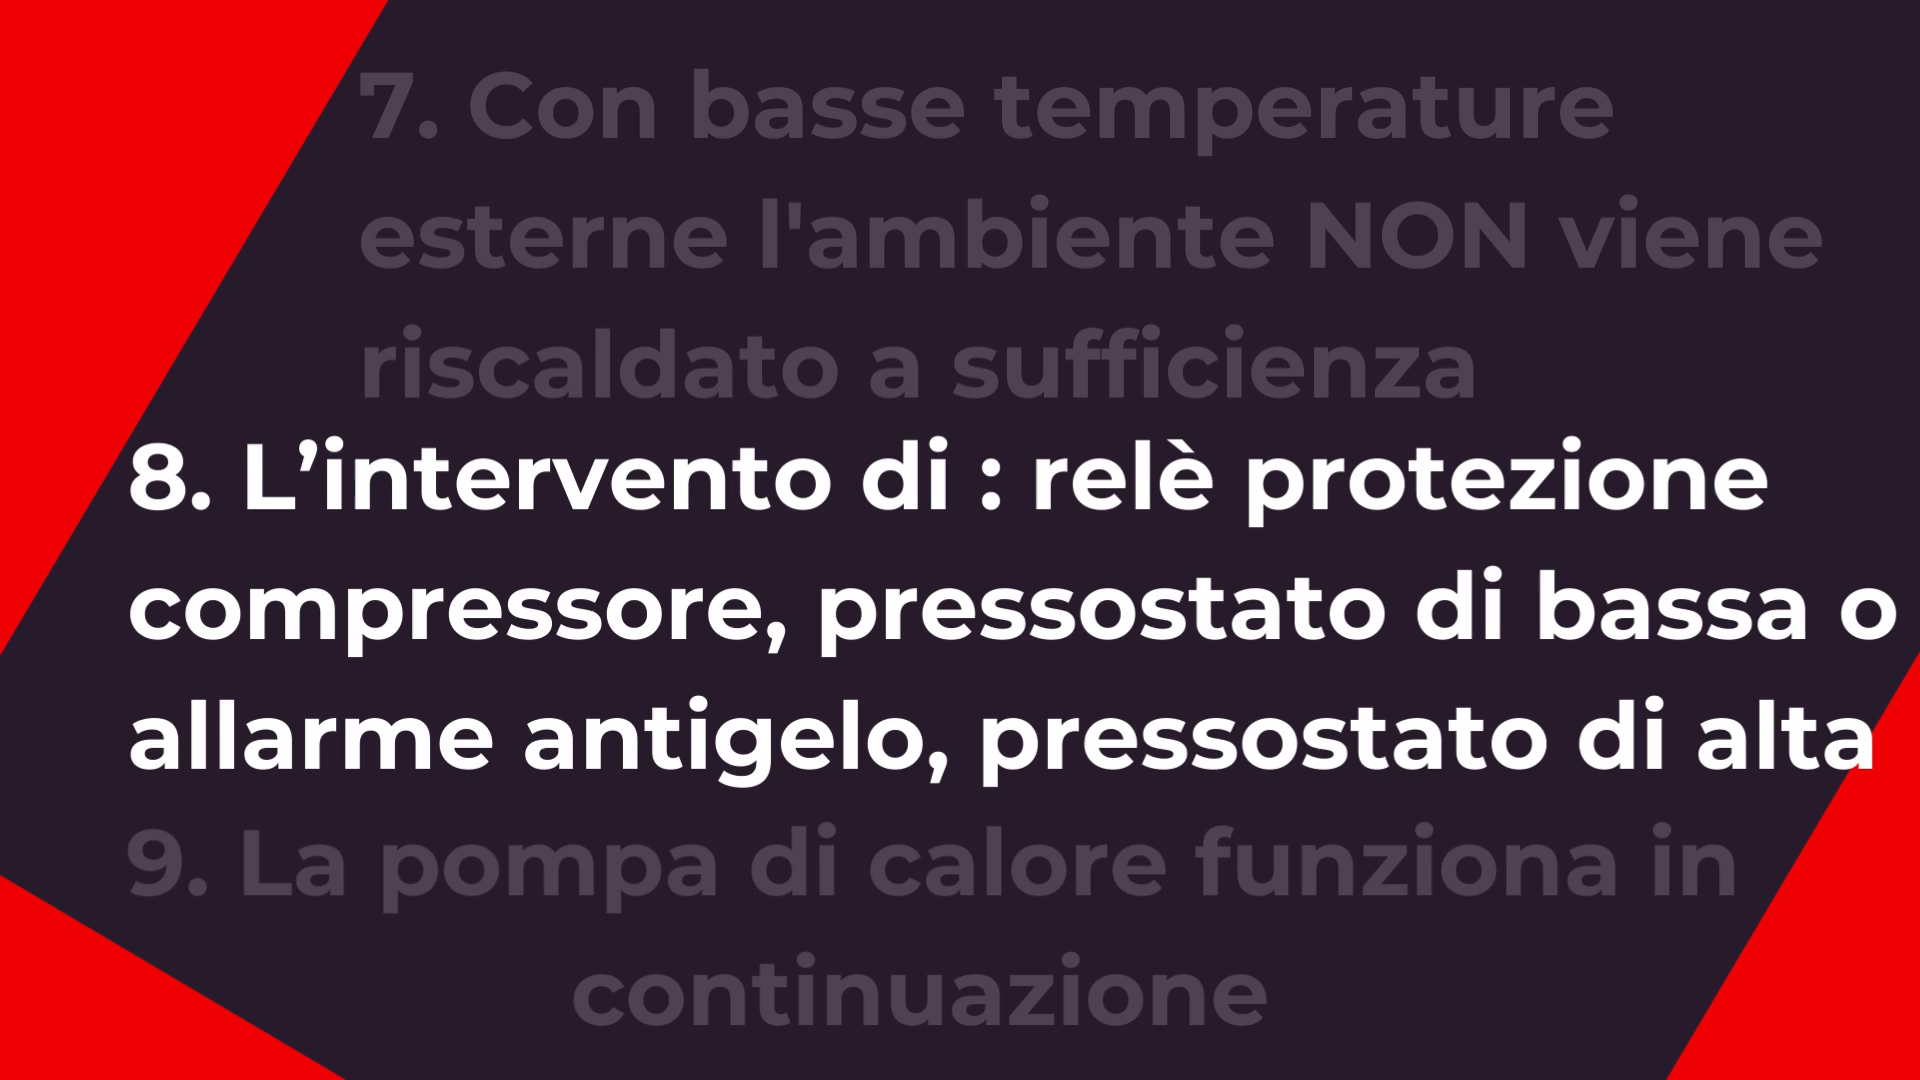 7. Con basse temperature
esterne l'ambiente NON viene
riscaldato a sufficienza
8. L’intervento di : relè protezione
compressore, pressostato di bassa o
allarme antigelo, pressostato di alta
9. La pompa di calore funziona in
continuazione